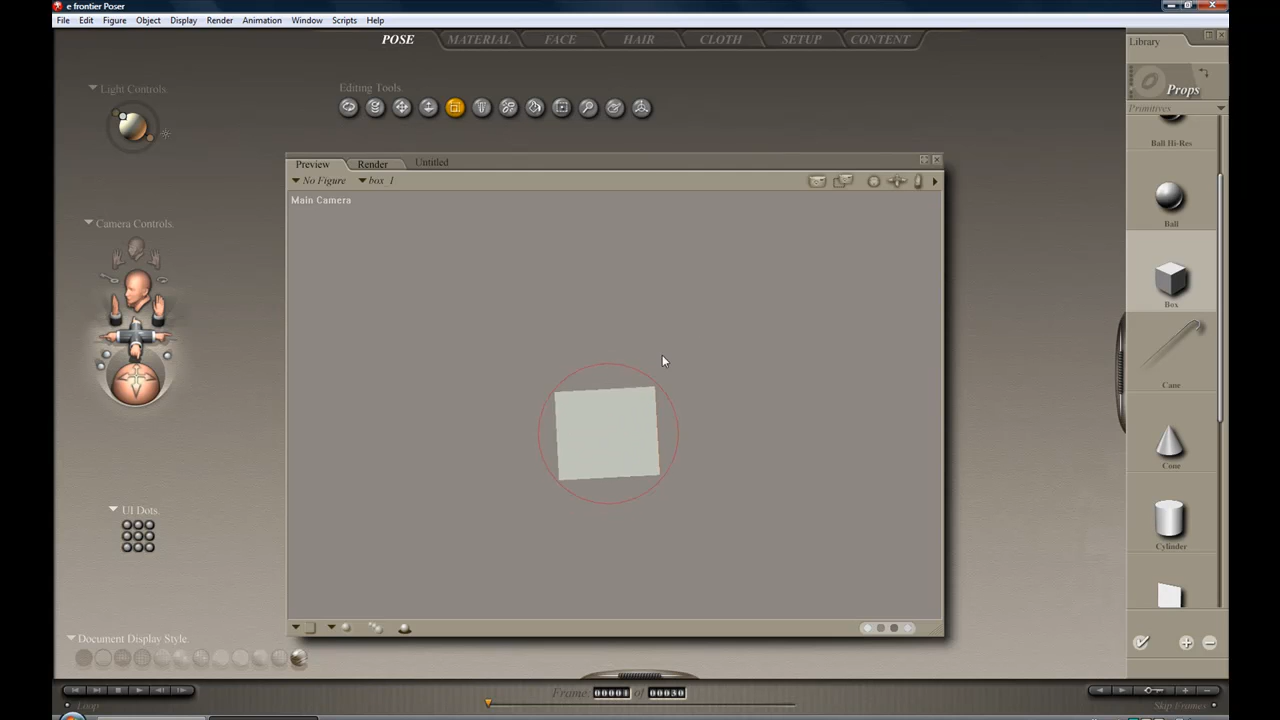 e frontier Poser
File Edit Figure Object Display Render Animation Window Scripts Help
POSE MATERIAL FACE HAIR CLOTH SETUP CONTENT
Library
Light Controls.
Editing Tools.
Props
Primitives
Ball Hi-Res
Preview Render Untitled
No Figure box 1
Main Camera
Camera Controls.
Ball
Box
Cane
Cone
Cylinder
UI Dots.
Document Display Style.
Frame 00001 of 00030
Loop
Skip Frames